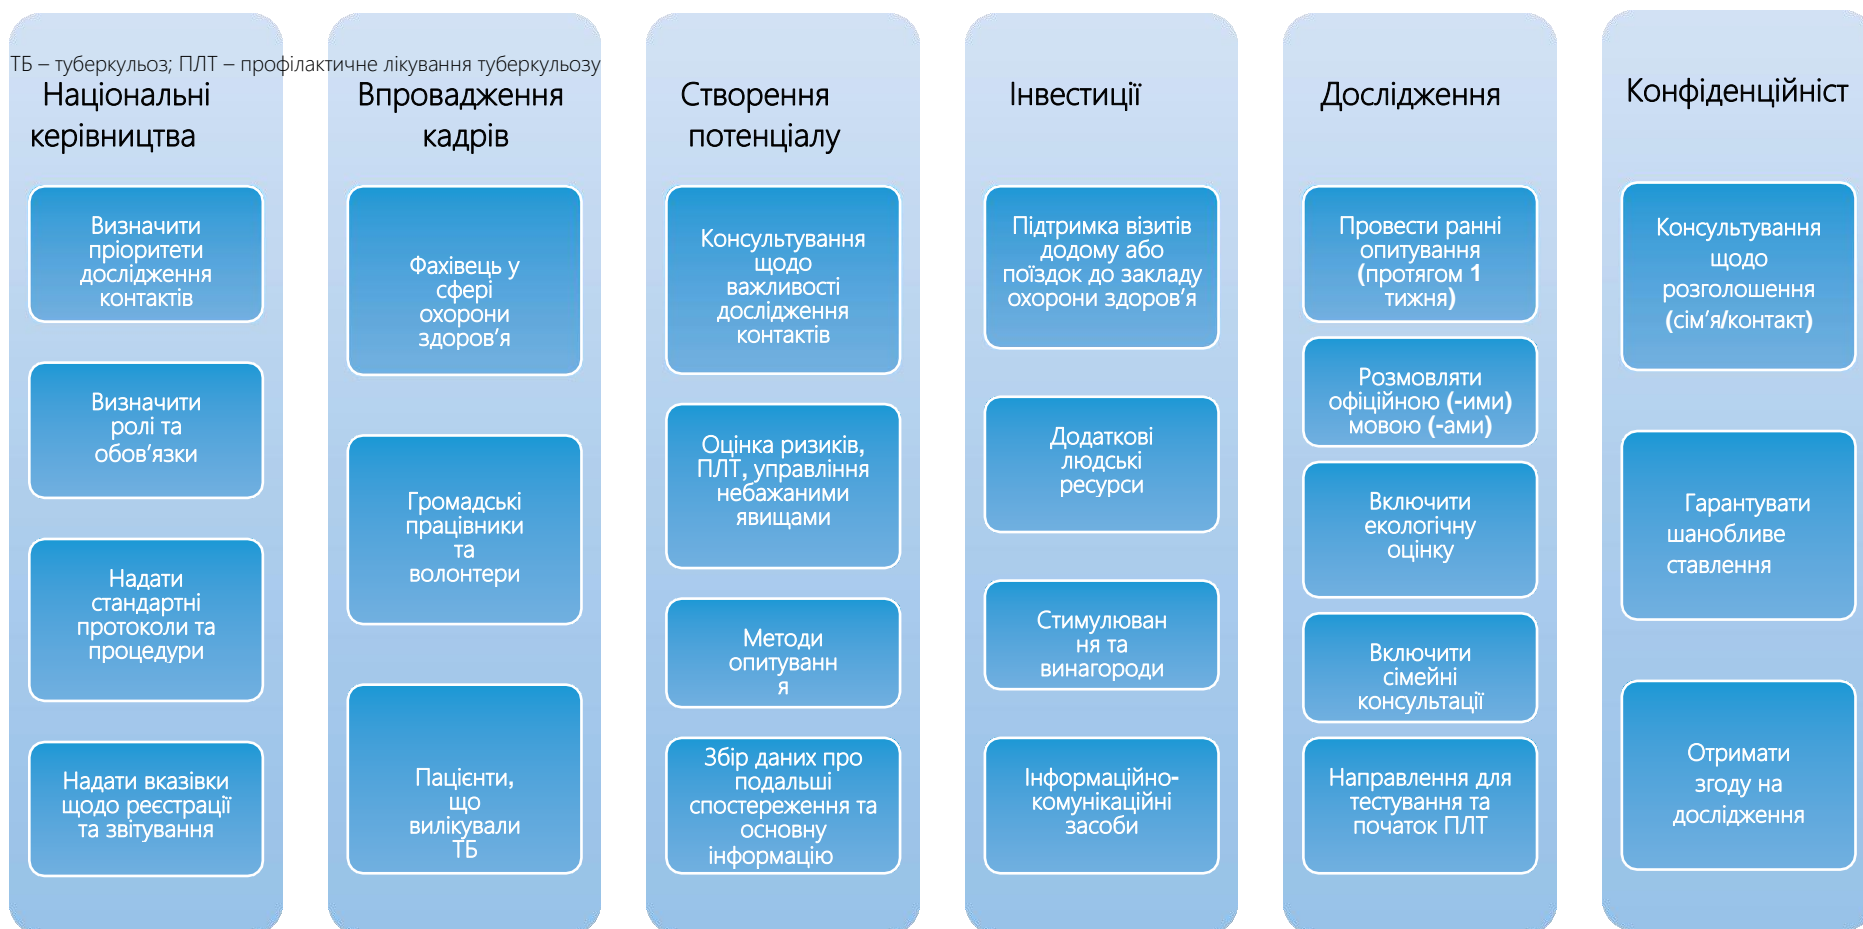 ТБ – туберкульоз; ПЛТ – профілактичне лікування туберкульозу
Національні
керівництва
Визначити
пріоритети
дослідження
контактів
Визначити
ролі та
обов’язки
Надати
стандартні
протоколи та
процедури
Надати вказівки
щодо реєстрації
та звітування
Впровадження
кадрів
Фахівець у
сфері
охорони
здоров’я
Громадські
працівники
та
волонтери
Пацієнти,
що
вилікували
ТБ
Створення
потенціалу
Консультування
щодо
важливості
дослідження
контактів
Оцінка ризиків,
ПЛТ, управління
небажаними
явищами
Методи
опитуванн
я
Збір даних про
подальші
спостереження та
основну
інформацію
Інвестиції
Підтримка візитів
додому або
поїздок до закладу
охорони здоров’я
Додаткові
людські
ресурси
Стимулюван
ня та
винагороди
Інформаційно-
комунікаційні
засоби
Дослідження
Провести ранні
опитування
(протягом 1
тижня)
Розмовляти
офіційною (-ими)
мовою (-ами)
Включити
екологічну
оцінку
Включити
сімейні
консультації
Направлення для
тестування та
початок ПЛТ
Конфіденційніст
Консультування
щодо
розголошення
(сім’я/контакт)
Гарантувати
шанобливе
ставлення
Отримати
згоду на
дослідження